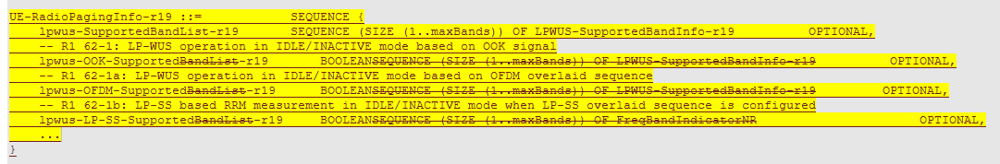 UE-RadioPagingInfo-r19 ::= SEQUENCE {
lpwus-SupportedBandList-r19 SEQUENCE (SIZE (1..maxBands)) OF LPWUS-SupportedBandInfo-r19 OPTIONAL,
-- R1 62-1: LP-WUS operation in IDLE/INACTIVE mode based on OOK signal
lpwus-OOK-SupportedBandList-r19 BOOLEANSEQUENCE (SIZE (1..maxBands)) OF LPWUS-SupportedBandInfo-r19 OPTIONAL,
-- R1 62-1a: LP-WUS operation in IDLE/INACTIVE mode based on OFDM overlaid sequence
lpwus-OFDM-SupportedBandList-r19 BOOLEANSEQUENCE (SIZE (1..maxBands)) OF LPWUS-SupportedBandInfo-r19 OPTIONAL,
-- R1 62-1b: LP-SS based RRM measurement in IDLE/INACTIVE mode when LP-SS overlaid sequence is configured
lpwus-LP-SS-SupportedBandList-r19 BOOLEANSEQUENCE (SIZE (1..maxBands)) OF FreqBandIndicatorNR OPTIONAL,
...
}